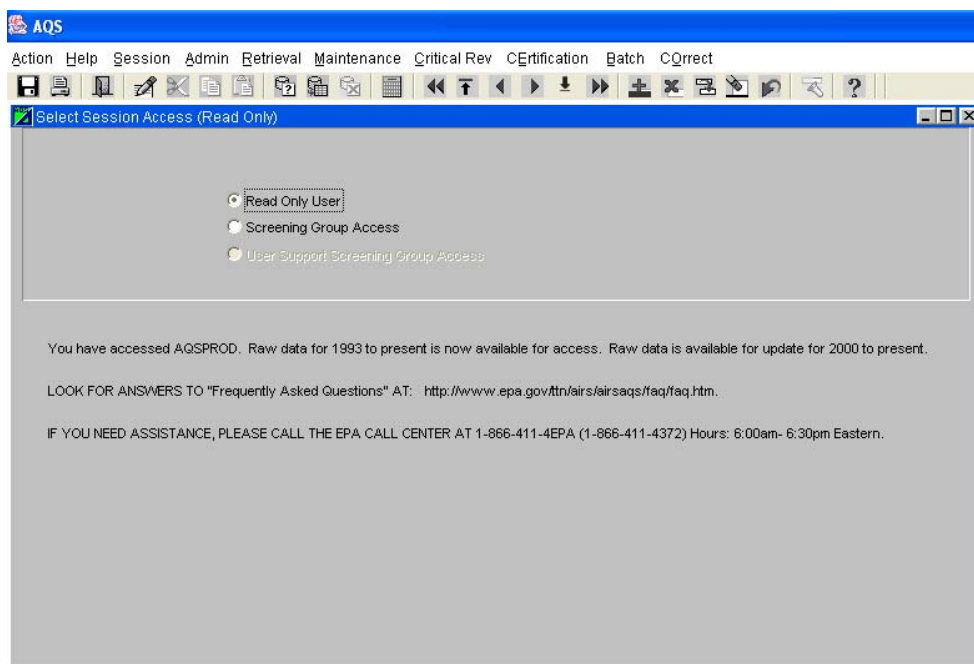 AQS
Action Help Session Admin Retrieval Maintenance Critical Rev CErtification Batch COrrect
Select Session Access (Read Only)
Read Only User
Screening Group Access
User Support Screening Group Access
You have accessed AQSPROD. Raw data for 1993 to present is now available for access. Raw data is available for update for 2000 to present.
LOOK FOR ANSWERS TO "Frequently Asked Questions" AT: http://www.epa.gov/ttn/airs/airsaqs/faq/faq.htm.
IF YOU NEED ASSISTANCE, PLEASE CALL THE EPA CALL CENTER AT 1-866-411-4EPA (1-866-411-4372) Hours: 6:00am- 6:30pm Eastern.